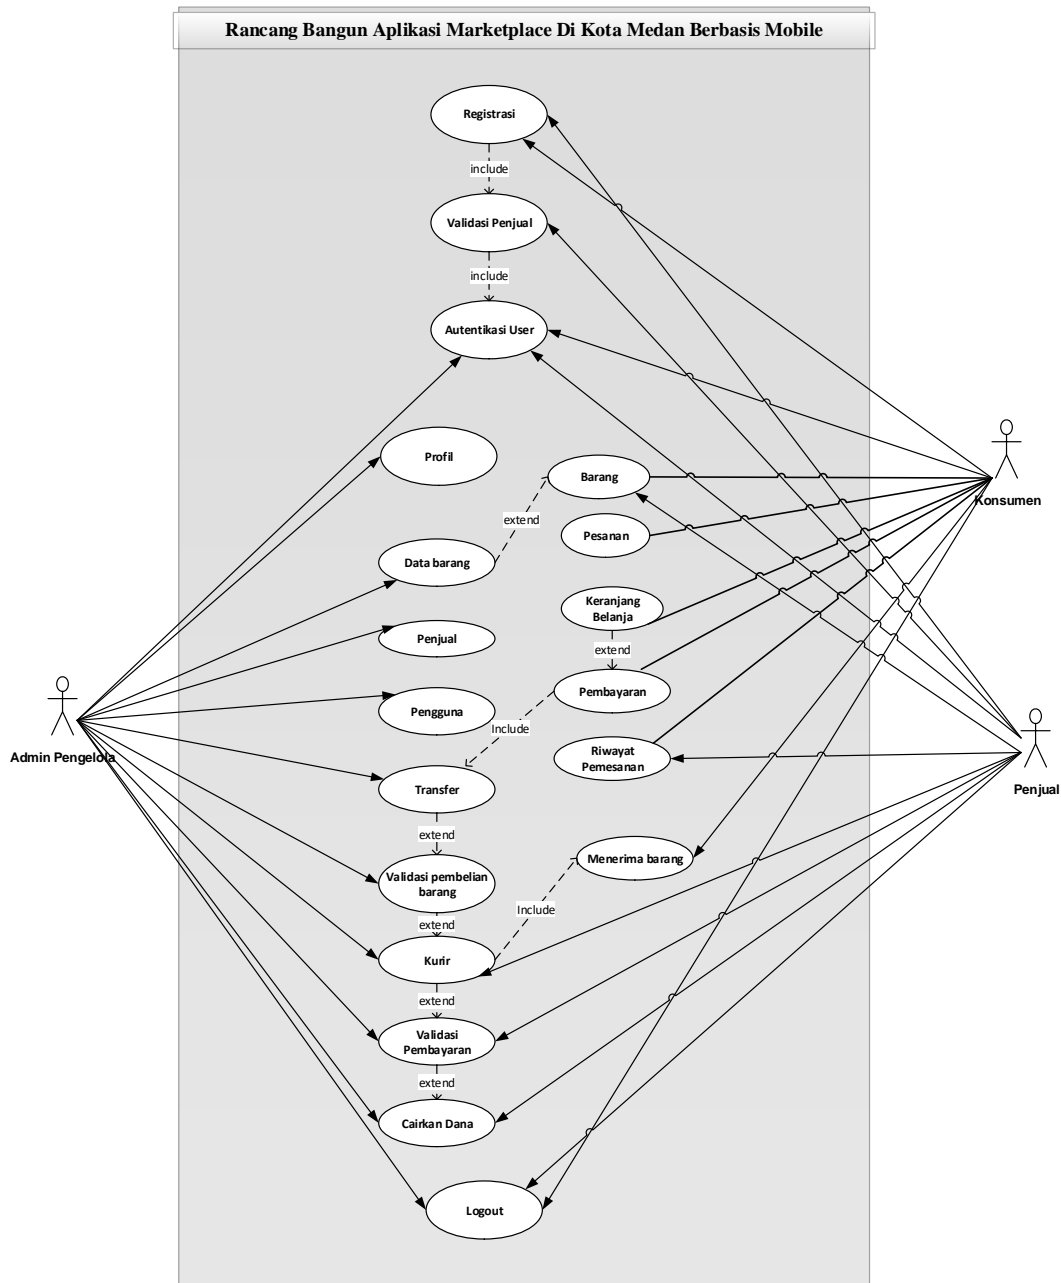 Rancang Bangun Aplikasi Marketplace Di Kota Medan Berbasis Mobile
Registrasi
include
Validasi Penjual
include
Autentikasi User
Profil
Barang
extend
Pesanan
Data barang
Keranjang
Belanja
Penjual
extend
Pembayaran
Pengguna
Include
Riwayat
Pemesanan
Transfer
extend
Menerima barang
Validasi pembelian
barang
Include
extend
Kurir
extend
Validasi
Pembayaran
extend
Cairkan Dana
Logout
Admin Pengelola
Konsumen
Penjual